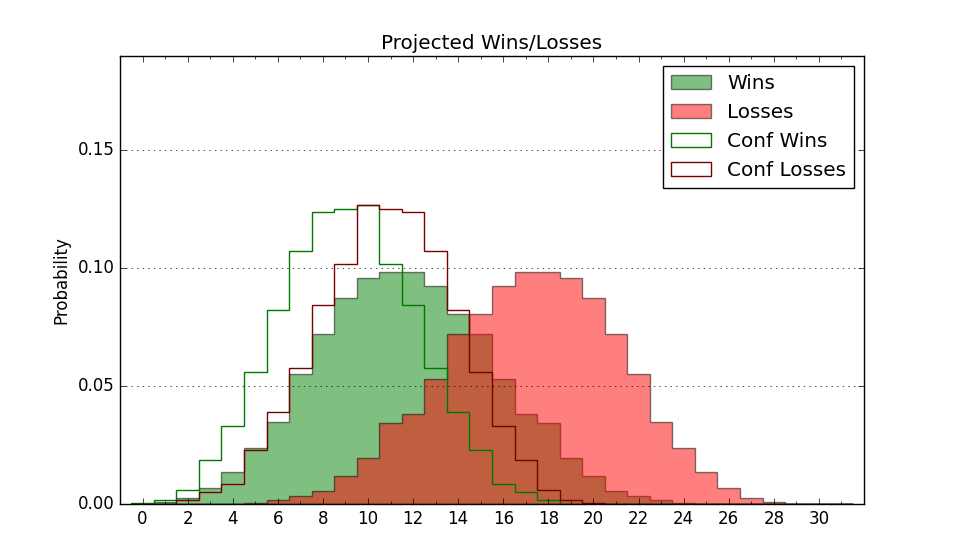 Projected Wins/Losses
Wins
Losses
Conf Wins
Conf Losses
Probability
0.15
0.10
0.05
0.00
0 2 4 6 8 10 12 14 16 18 20 22 24 26 28 30